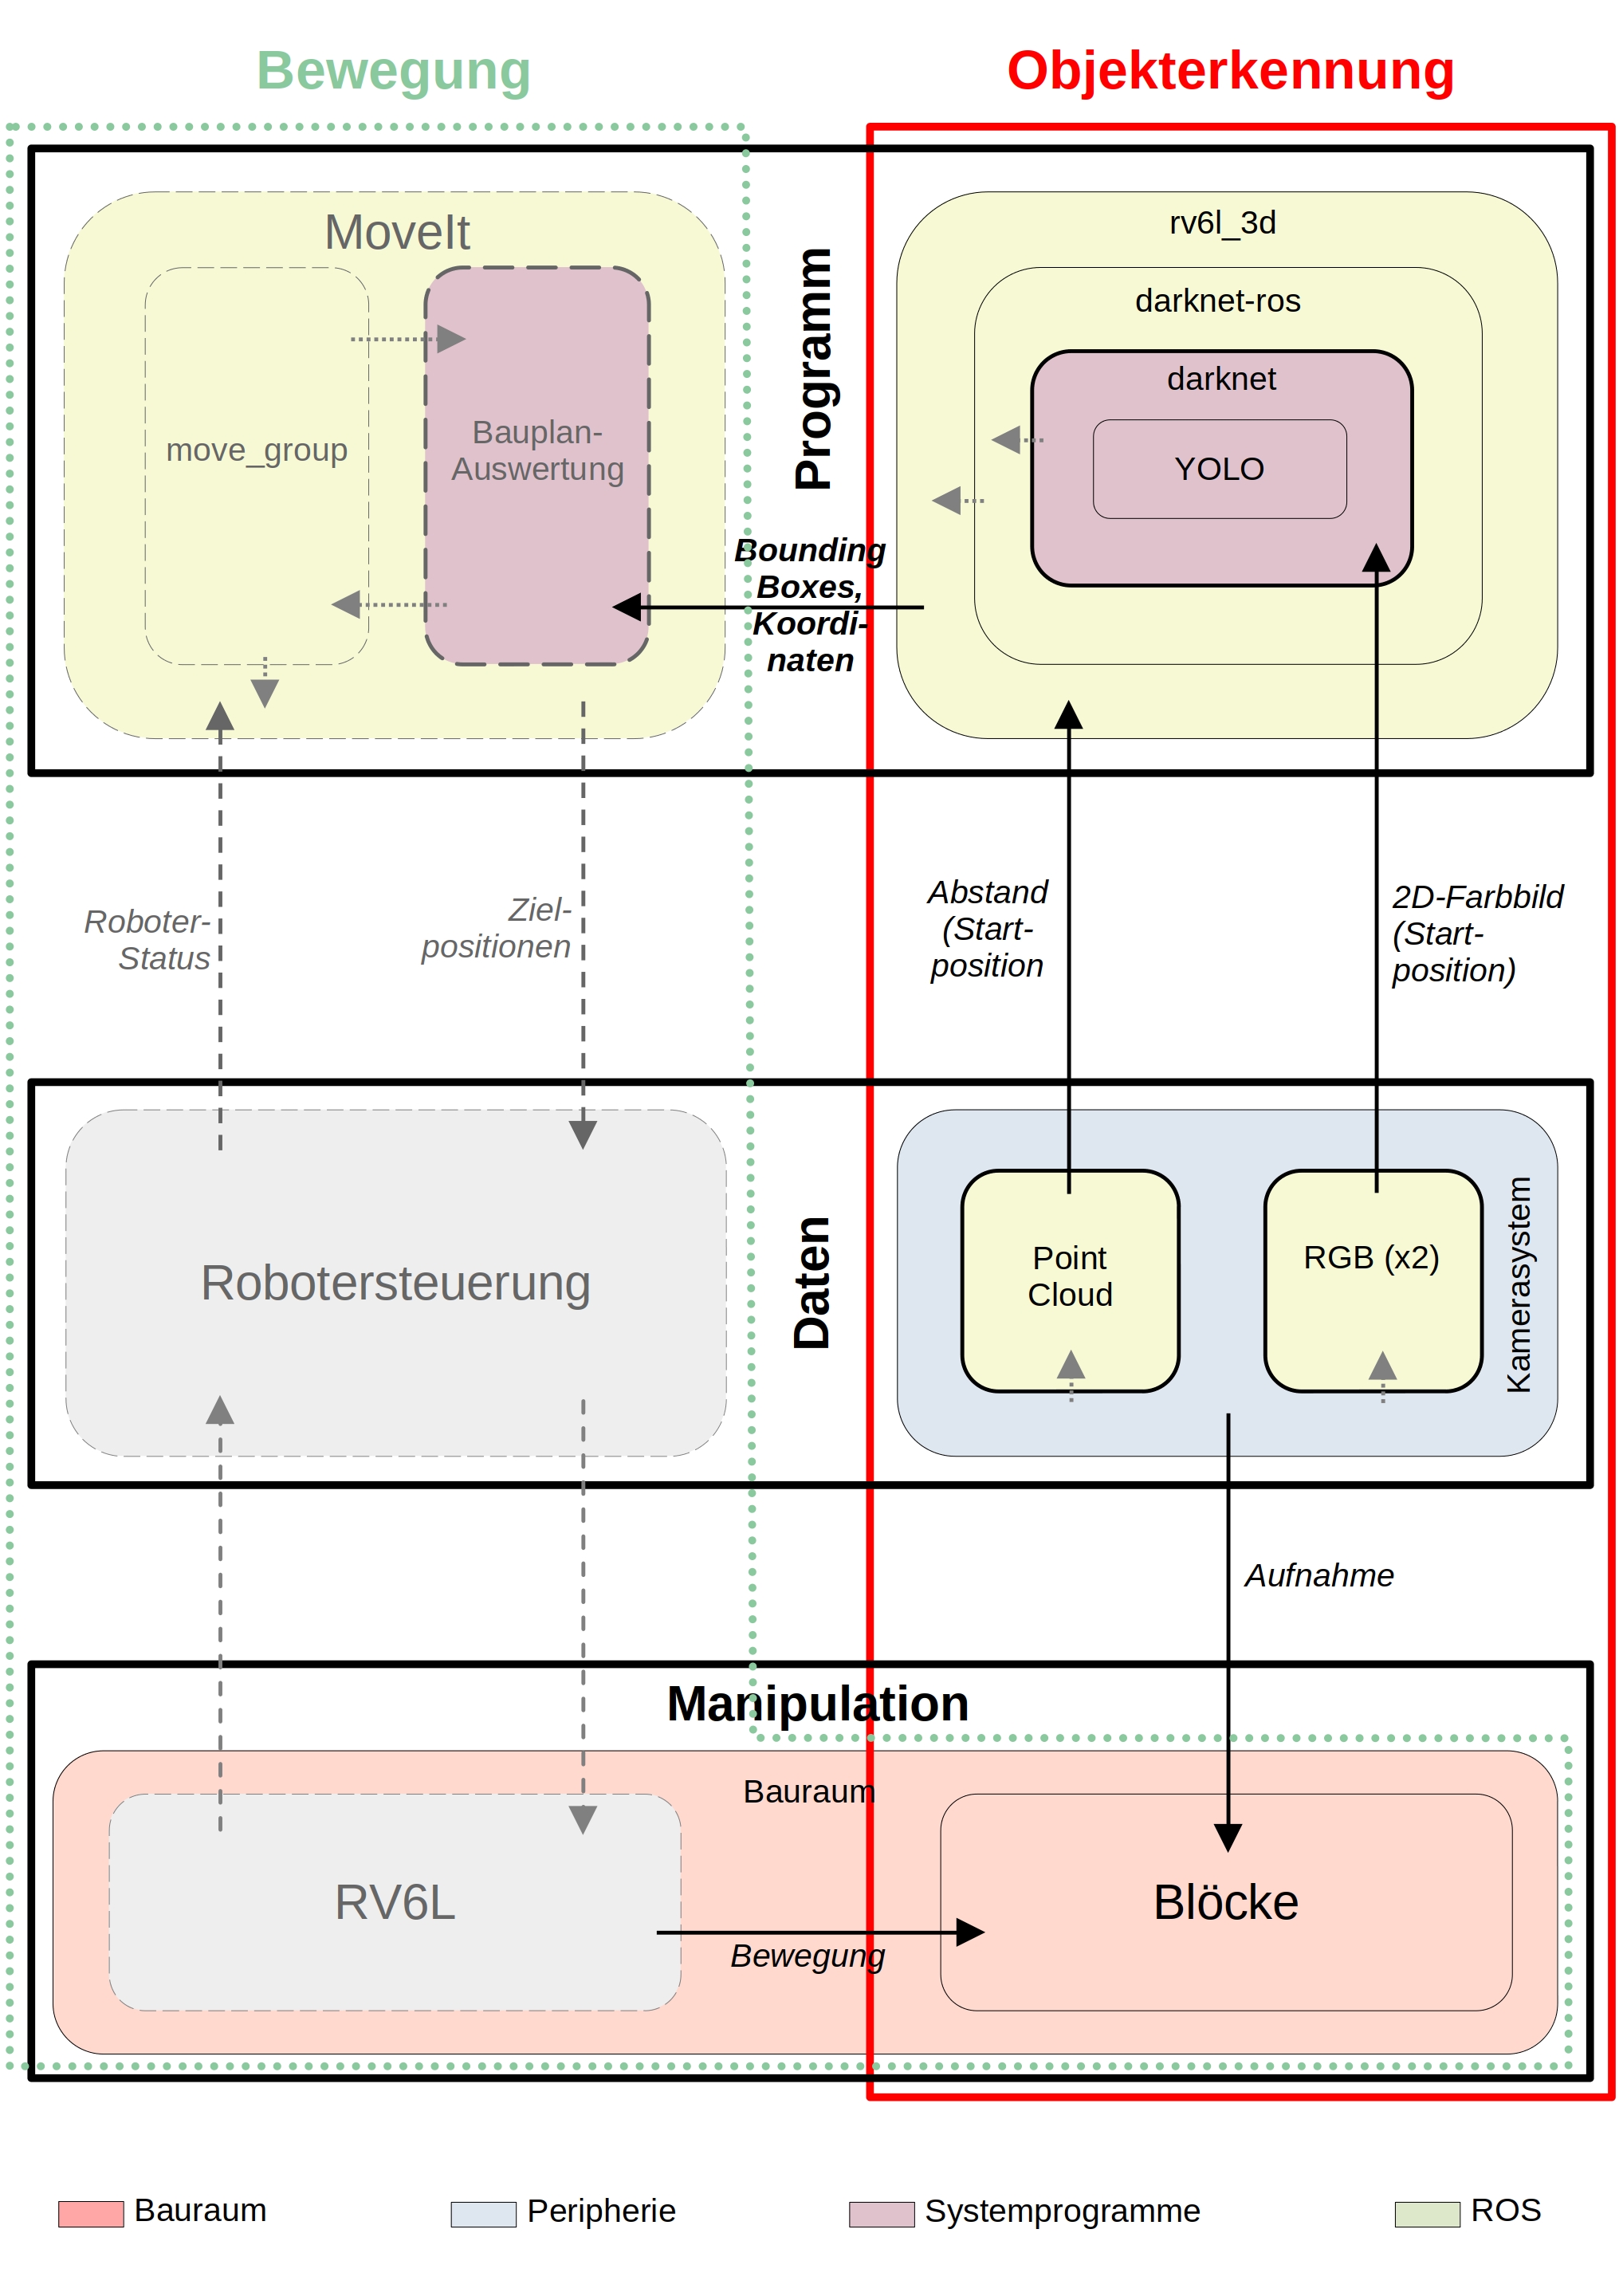 Bewegung
Objekterkennung
MoveIt
move_group
Bauplan-
Auswertung
Programm
rv6l_3d
darknet-ros
darknet
YOLO
Bounding
Boxes,
Koordi-
naten
Roboter-
Status
Ziel-
positionen
Abstand
(Start-
position
2D-Farbbild
(Start-
position)
Robotersteuerung
Daten
Point
Cloud
RGB (x2)
Kamerasystem
Aufnahme
Manipulation
Bauraum
RV6L
Bewegung
Blöcke
Bauraum
Peripherie
Systemprogramme
ROS